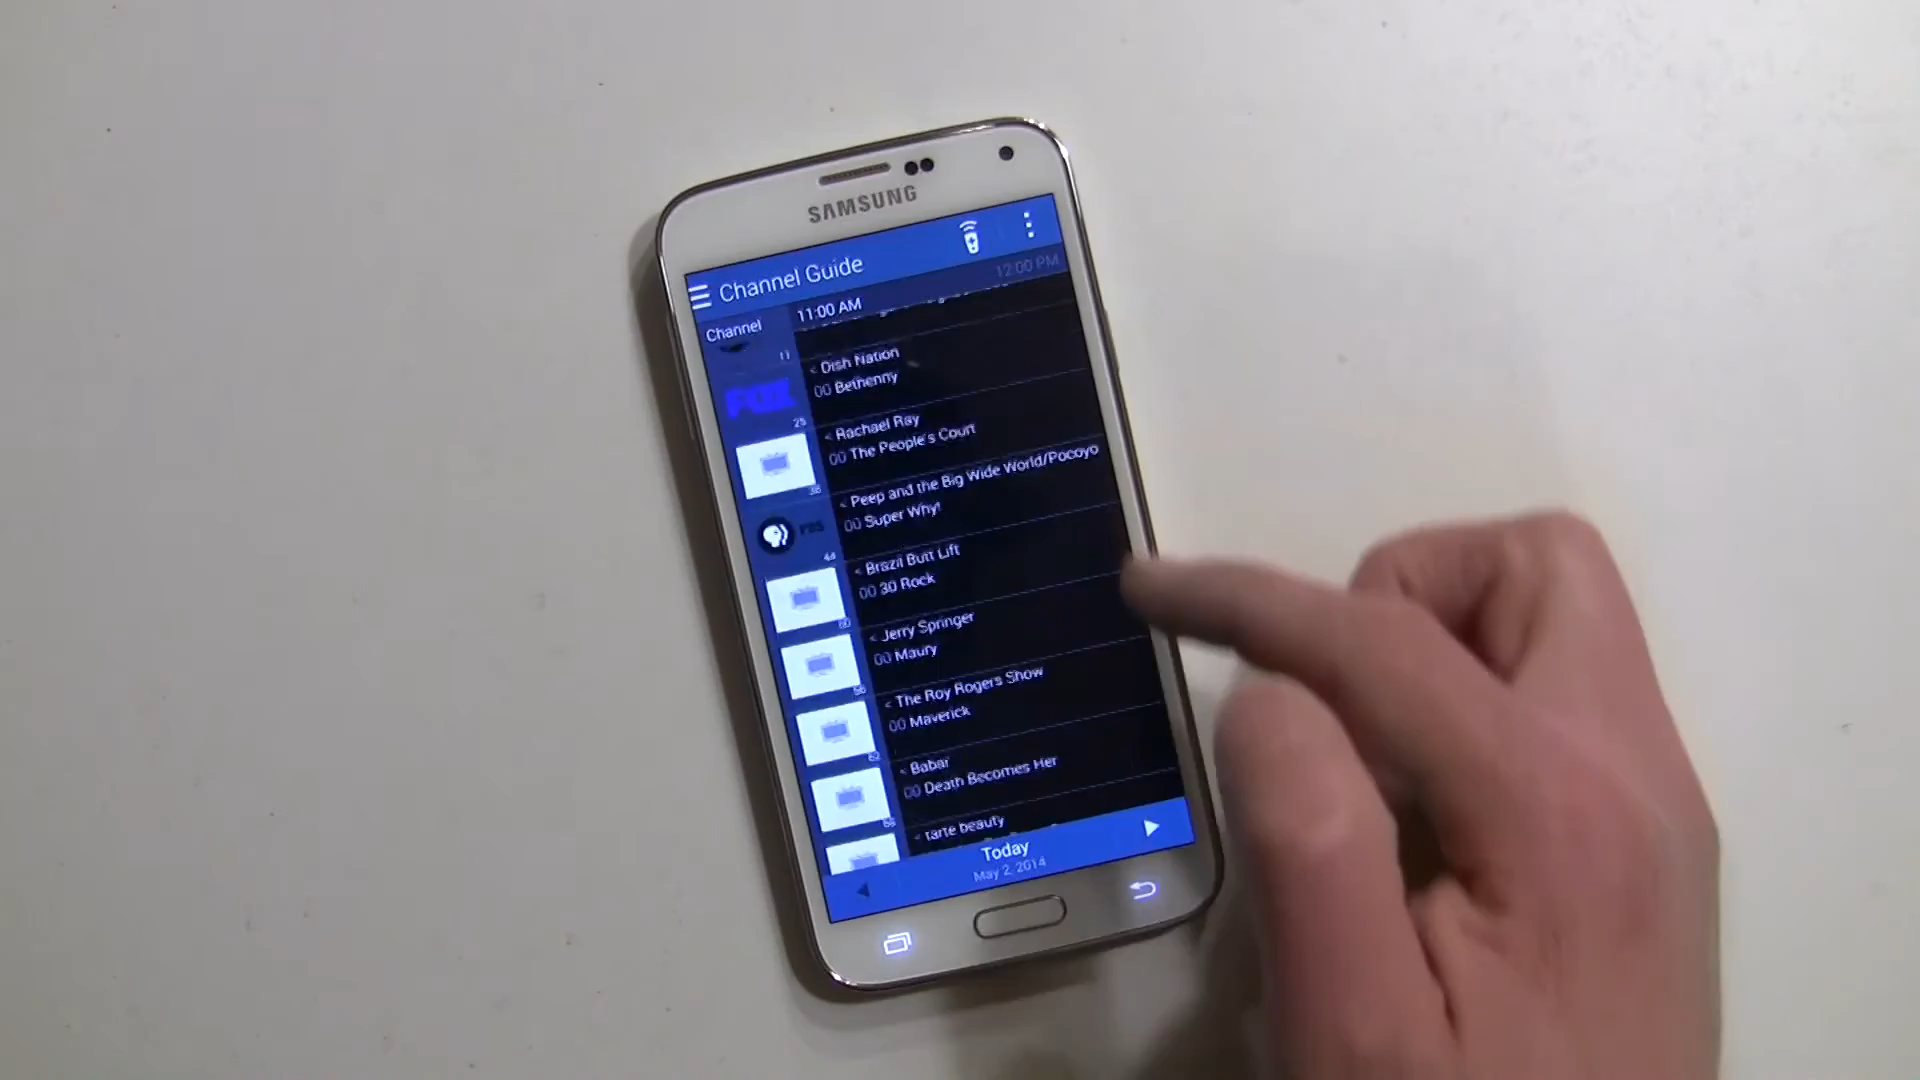 SAMSUNG
Channel Guide
Channel
11:00 AM
12:00 PM
11
< Dish Nation
00 Bethenny
FOX
25
< Rachael Ray
00 The People's Court
38
< Peep and the Big Wide World/Pocoyo
00 Super Why!
PBS
44
< Brazil Butt Lift
00 30 Rock
< Jerry Springer
00 Maury
56
< The Roy Rogers Show
00 Maverick
62
< Babar
00 Death Becomes Her
< tarte beauty
Today
May 2, 2014